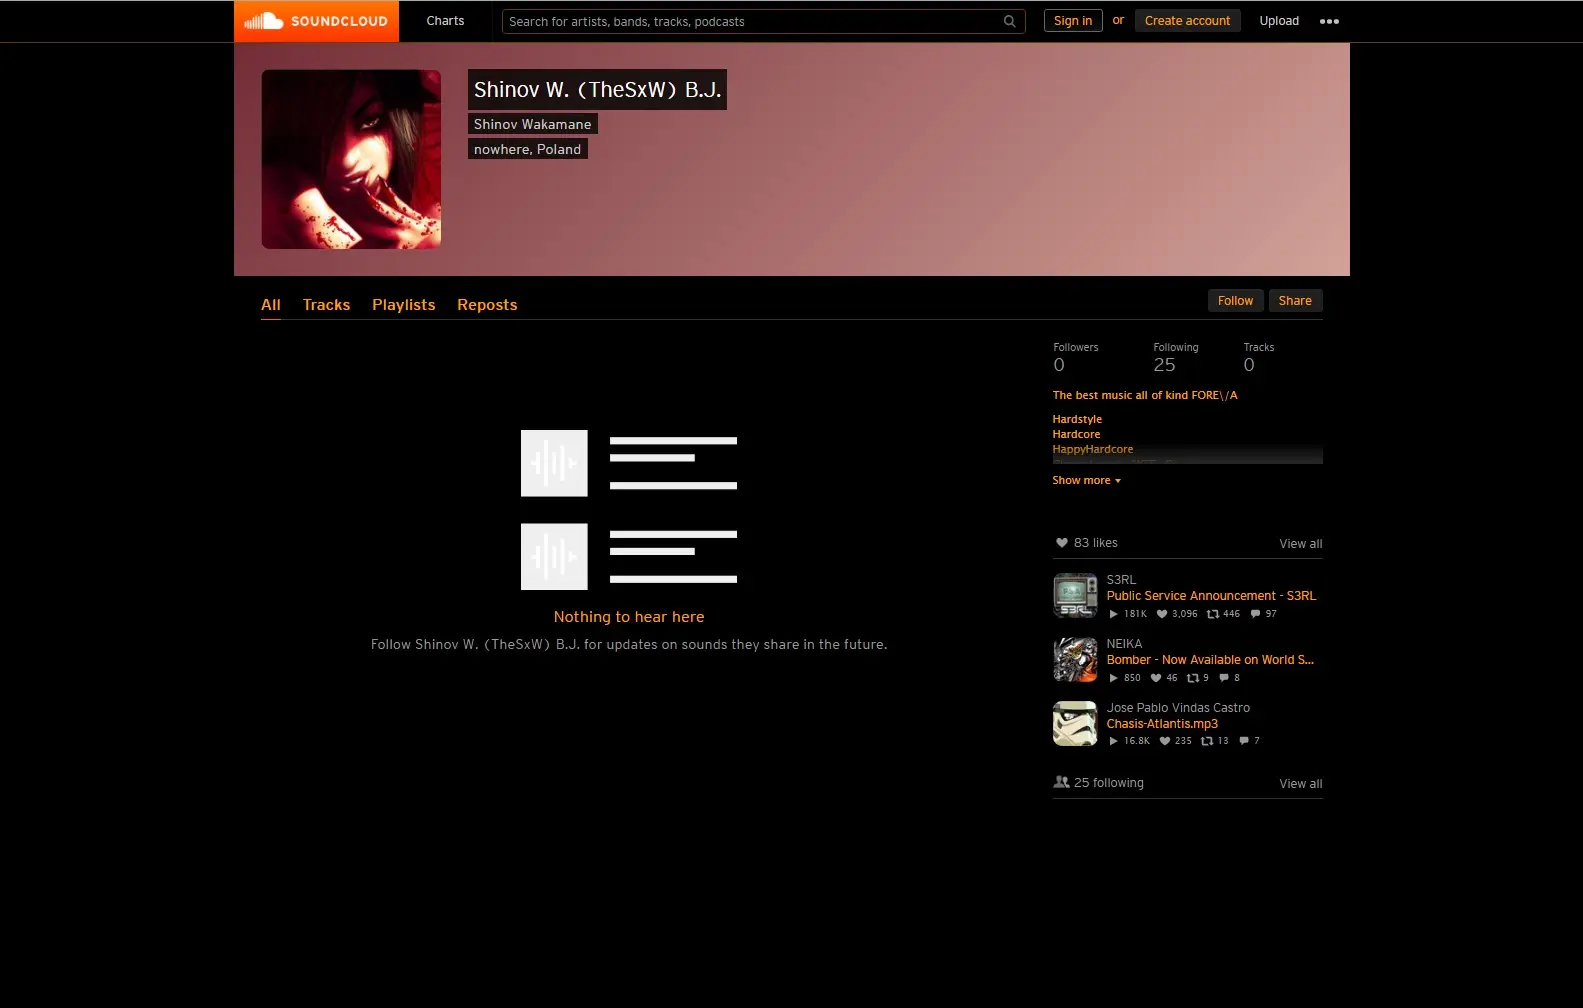 SOUNDCLOUD
Charts
Search for artists, bands, tracks, podcasts
Sign in or Create account
Upload
Shinov W. (TheSxW) B.J.
Shinov Wakamane
nowhere, Poland
All
Tracks
Playlists
Reposts
Follow
Share
Followers
0
Following
25
Tracks
0
The best music all of kind FORE\/A
Hardstyle
Hardcore
HappyHardcore
Show more
Nothing to hear here
Follow Shinov W. (TheSxW) B.J. for updates on sounds they share in the future.
83 likes
View all
S3RL
Public Service Announcement - S3RL
181K 3,096 446 97
S3RL
NEIKA
Bomber - Now Available on World S...
850 46 9 8
Jose Pablo Vindas Castro
Chasis-Atlantis.mp3
16.8K 235 13 7
25 following
View all